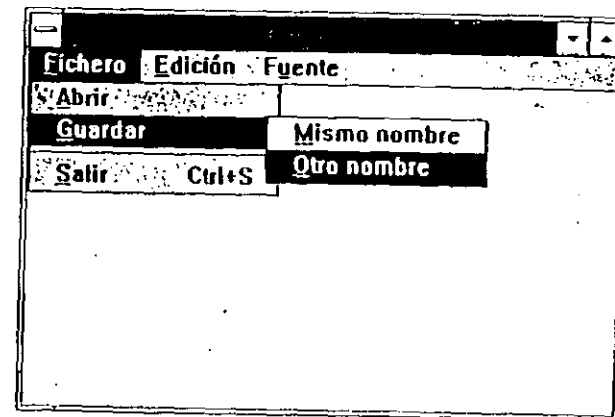 Fichero Edición Fuente
Abrir
Guardar Mismo nombre
Salir Ctrl+S Otro nombre